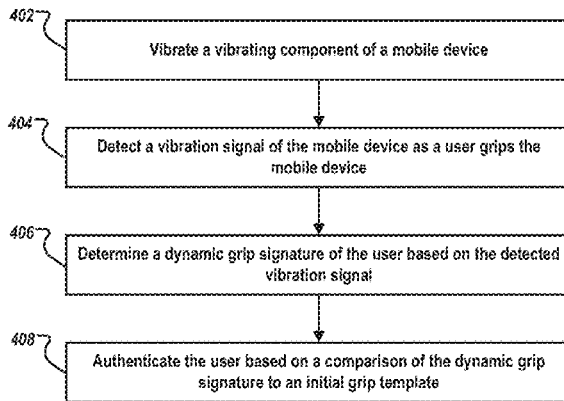 402
Vibrate a vibrating component of a mobile device
404
Detect a vibration signal of the mobile device as a user grips the
mobile device
406
Determine a dynamic grip signature of the user based on the detected
vibration signal
408
Authenticate the user based on a comparison of the dynamic grip
signature to an initial grip template